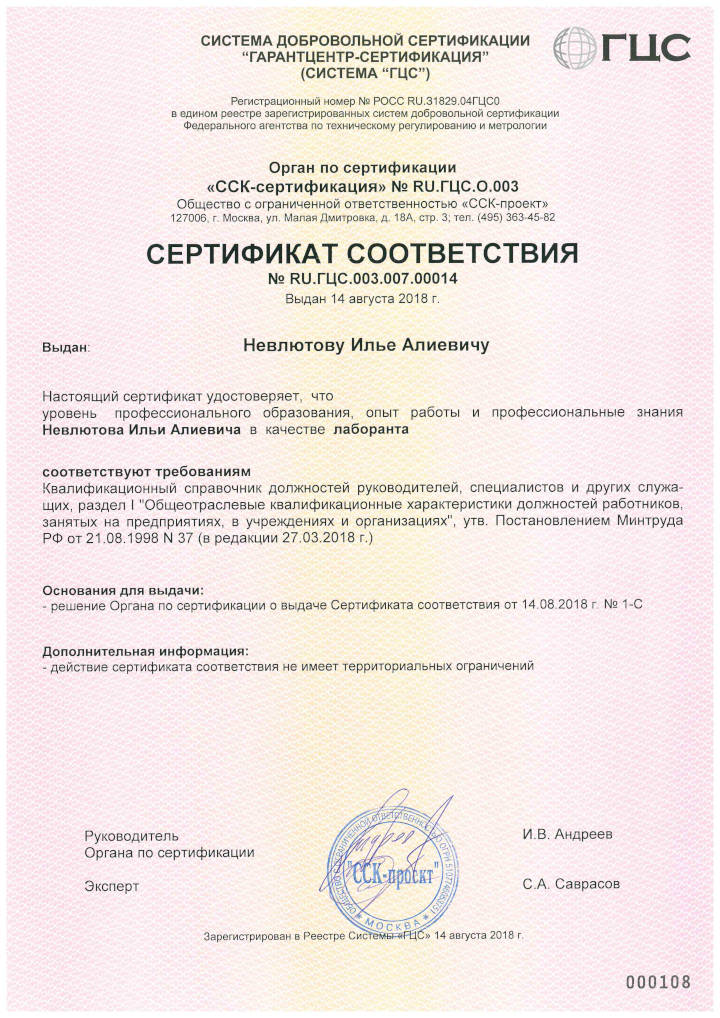 СИСТЕМА ДОБРОВОЛЬНОЙ СЕРТИФИКАЦИИ
“ГАРАНТЦЕНТР-СЕРТИФИКАЦИЯ”
(СИСТЕМА “ГЦС”)
ГЦС
Регистрационный номер № РОСС RU.31829.04ГЦС0
в едином реестре зарегистрированных систем добровольной сертификации
Федерального агентства по техническому регулированию и метрологии
Орган по сертификации
«ССК-сертификация» № RU.ГЦС.О.003
Общество с ограниченной ответственностью «ССК-проект»
127006, г. Москва, ул. Малая Дмитровка, д. 18А, стр. 3; тел. (495) 363-45-82
СЕРТИФИКАТ СООТВЕТСТВИЯ
№ RU.ГЦС.003.007.00014
Выдан 14 августа 2018 г.
Выдан: Невлютову Илье Алиевичу
Настоящий сертификат удостоверяет, что
уровень профессионального образования, опыт работы и профессиональные знания
Невлютова Ильи Алиевича в качестве лаборанта
соответствуют требованиям
Квалификационный справочник должностей руководителей, специалистов и других служа-
щих, раздел I "Общеотраслевые квалификационные характеристики должностей работников,
занятых на предприятиях, в учреждениях и организациях", утв. Постановлением Минтруда
РФ от 21.08.1998 N 37 (в редакции 27.03.2018 г.)
Основания для выдачи:
- решение Органа по сертификации о выдаче Сертификата соответствия от 14.08.2018 г. № 1-С
Дополнительная информация:
- действие сертификата соответствия не имеет территориальных ограничений
Руководитель
Органа по сертификации
И.В. Андреев
Эксперт
С.А. Саврасов
ОБЩЕСТВО С ОГРАНИЧЕННОЙ ОТВЕТСТВЕННОСТЬЮ ОГРН
"ССК-проект"
МОСКВА
Зарегистрирован в Реестре Системы «ГЦС» 14 августа 2018 г.
000108